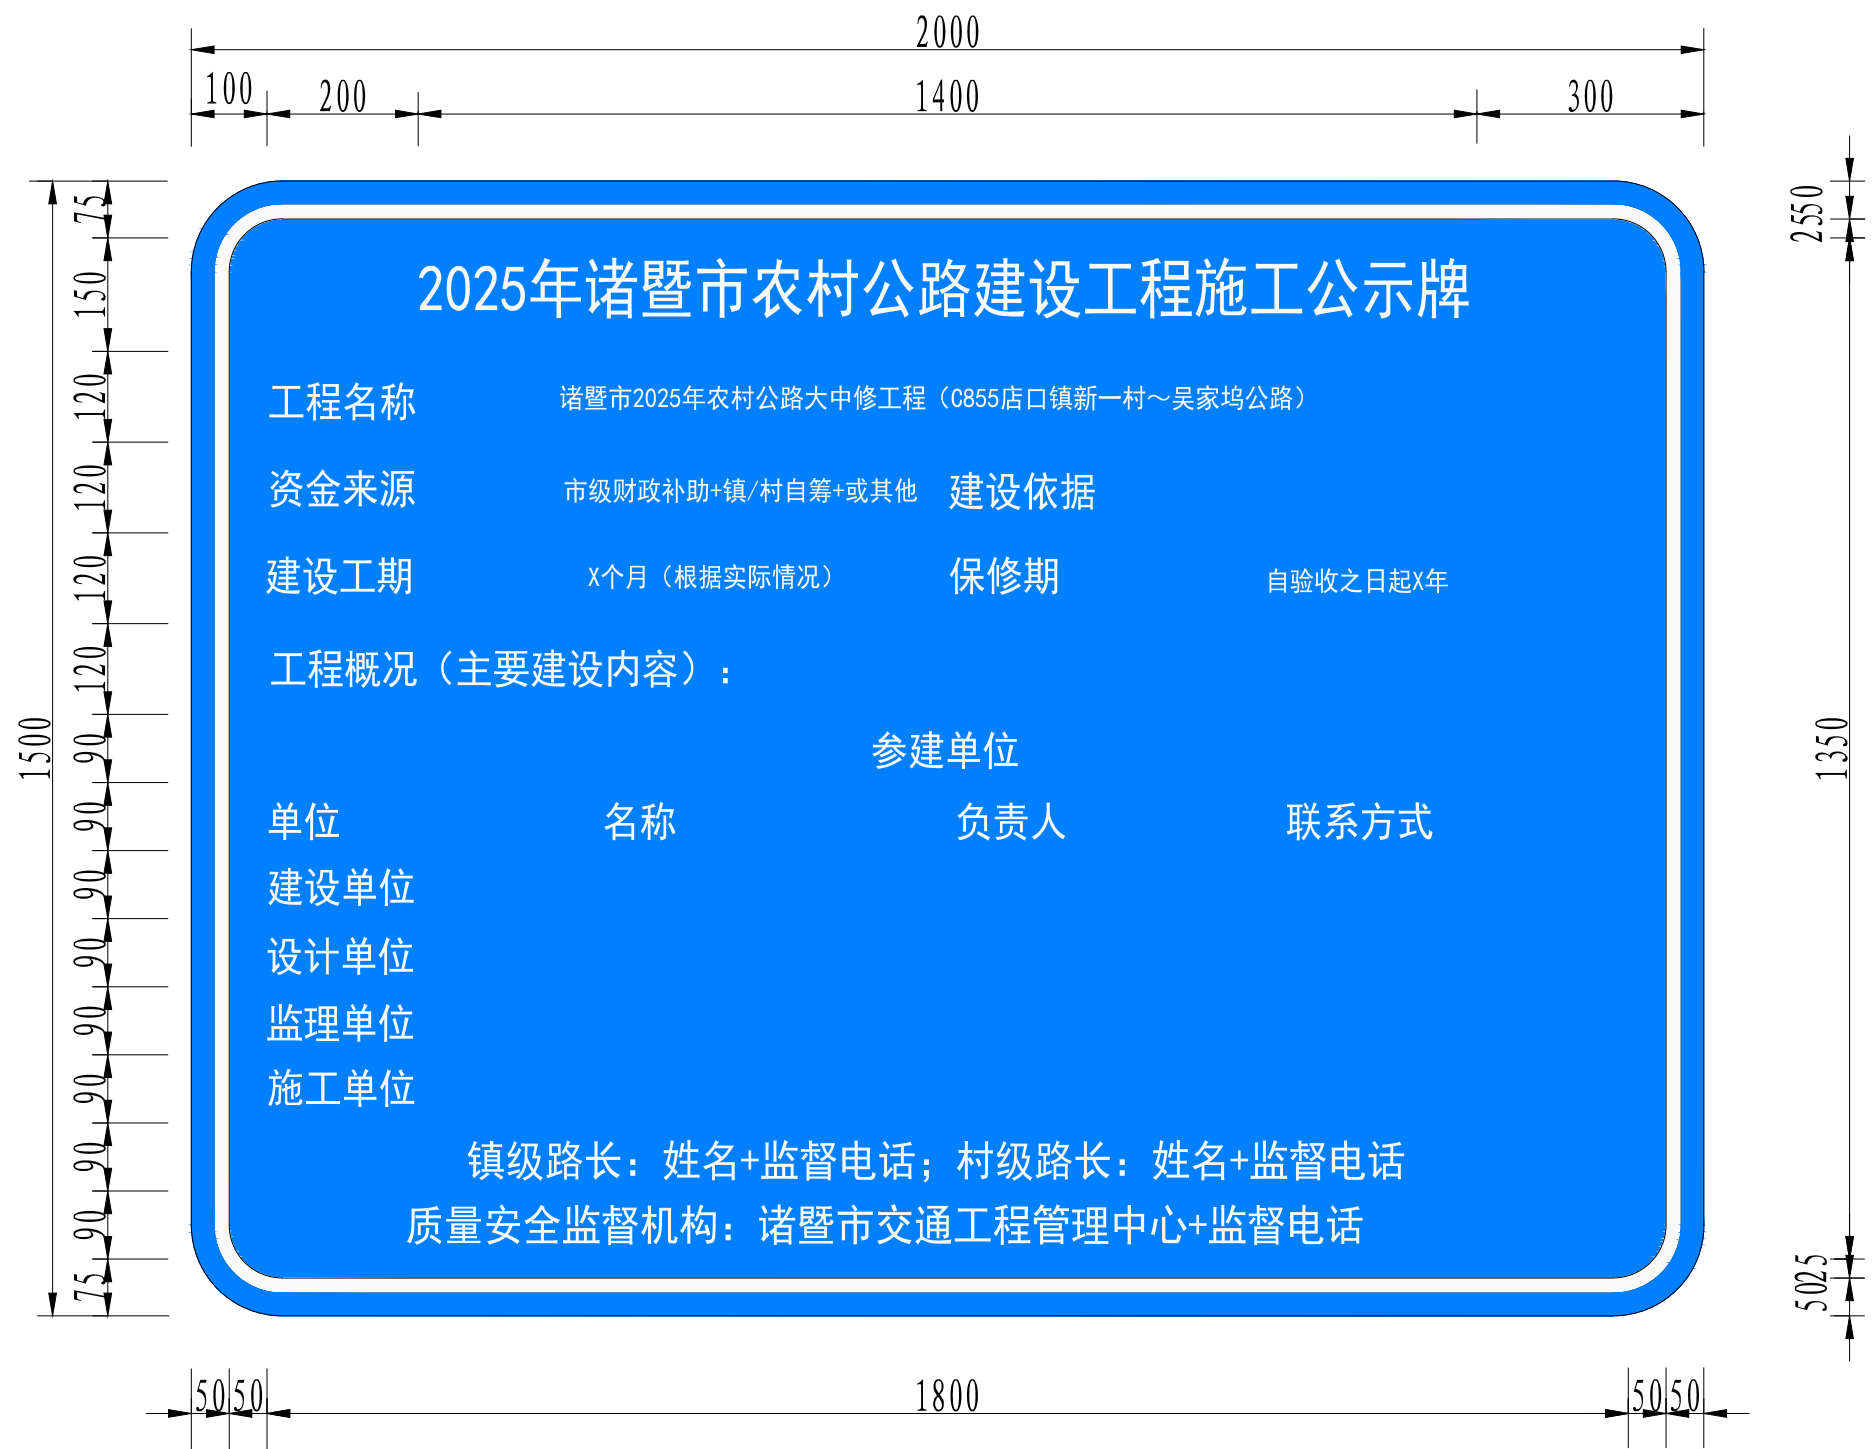 2000
100 200 1400 300
2025年诸暨市农村公路建设工程施工公示牌
工程名称 诸暨市2025年农村公路大中修工程（C855店口镇新一村～吴家坞公路）
资金来源 市级财政补助+镇/村自筹+或其他 建设依据
建设工期 X个月（根据实际情况） 保修期 自验收之日起X年
工程概况（主要建设内容）：
参建单位
单位 名称 负责人 联系方式
建设单位
设计单位
监理单位
施工单位
镇级路长：姓名+监督电话；村级路长：姓名+监督电话
质量安全监督机构：诸暨市交通工程管理中心+监督电话
1500
75
150
120
120
120
120
90
90
90
90
90
90
90
90
75
50
25
1350
25
50
50 50 1800 50 50